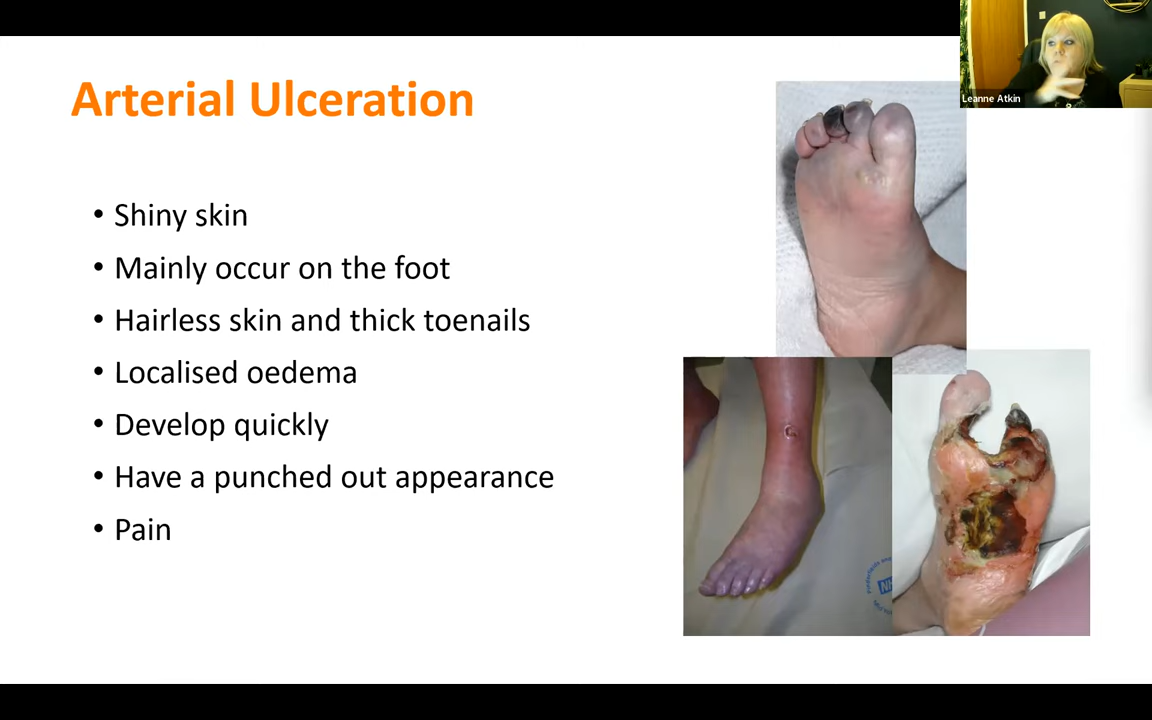 Leanne Atkin
Arterial Ulceration
• Shiny skin
• Mainly occur on the foot
• Hairless skin and thick toenails
• Localised oedema
• Develop quickly
• Have a punched out appearance
• Pain